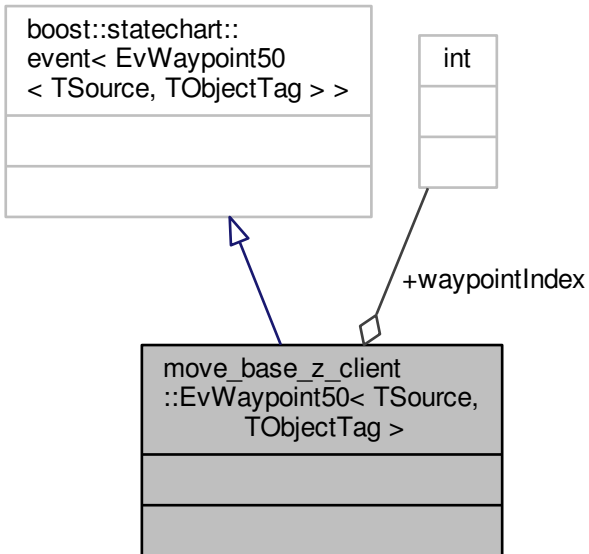 boost::statechart::
event< EvWaypoint50
< TSource, TObjectTag > >
int
+waypointIndex
move_base_z_client
::EvWaypoint50< TSource,
TObjectTag >